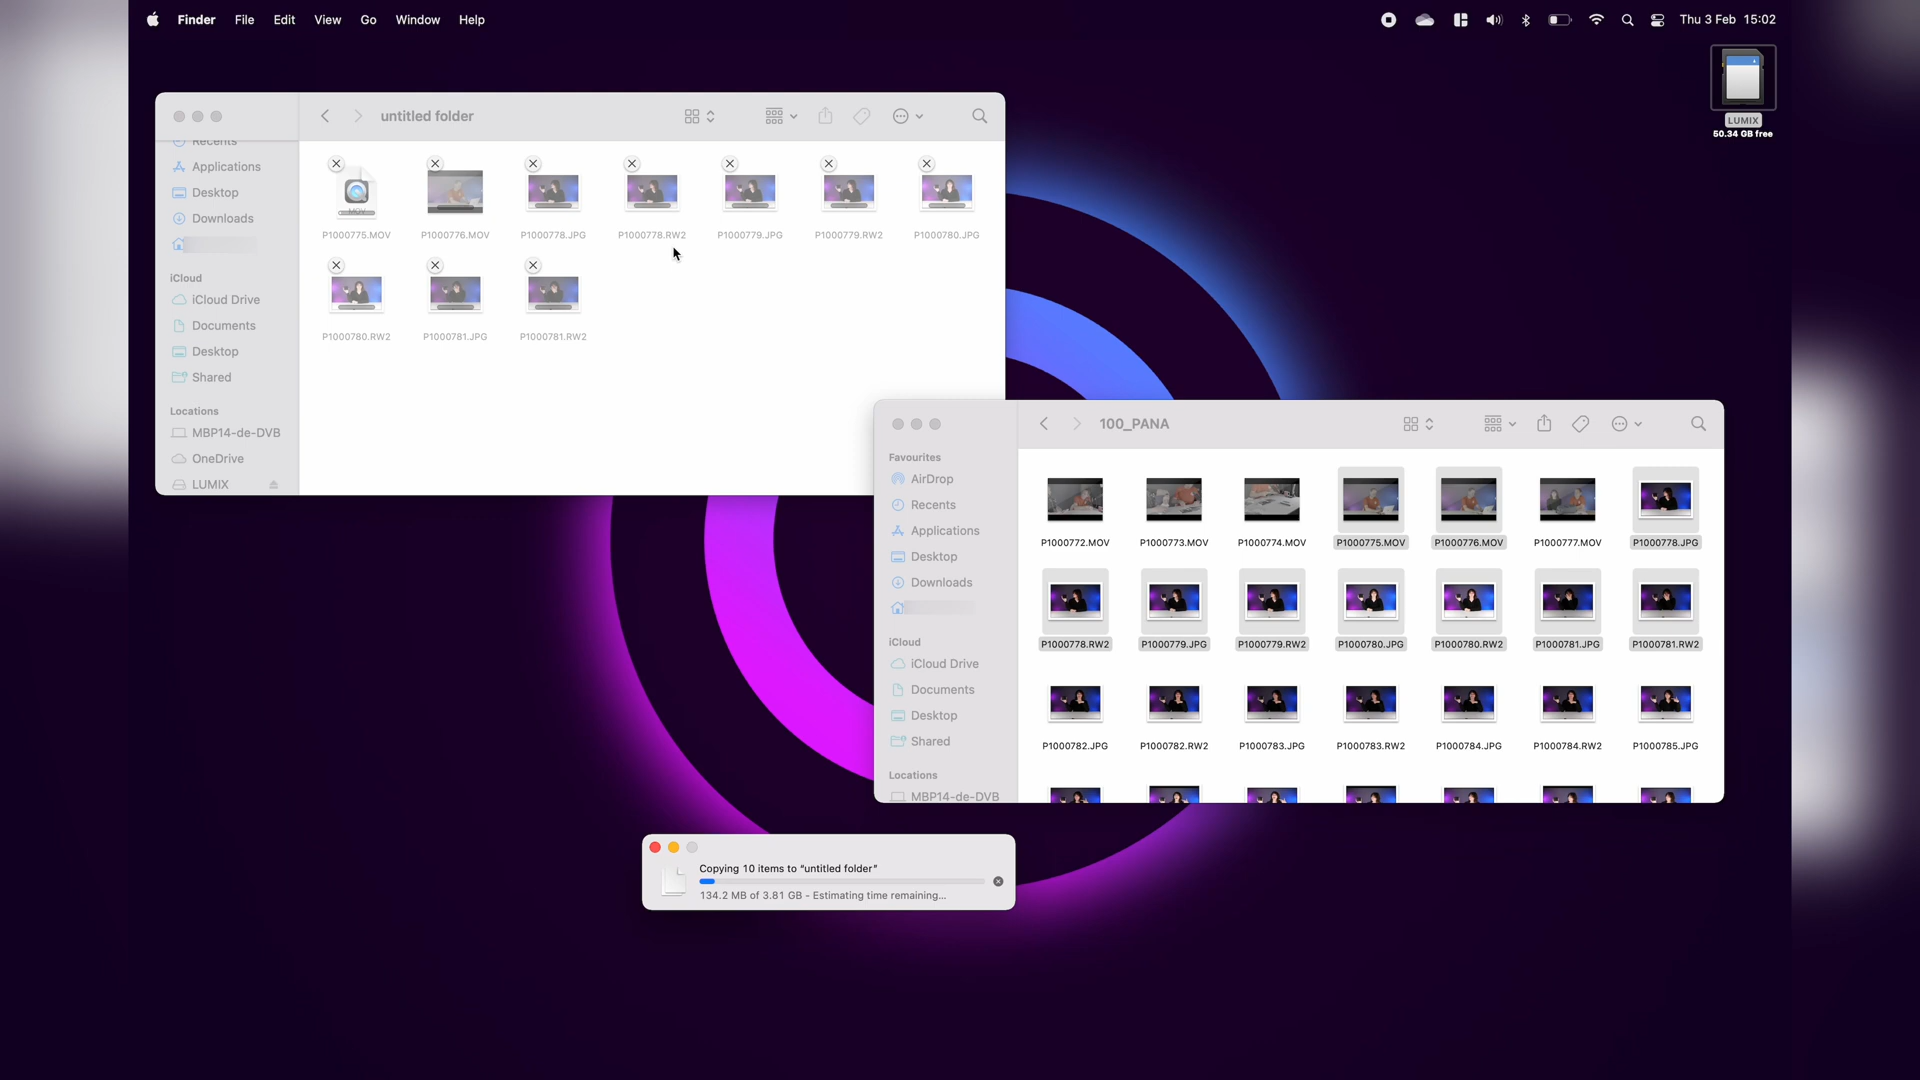 Finder File Edit View Go Window Help
Thu 3 Feb 15:02
LUMIX
50.34 GB free
untitled folder
Recents
Applications
Desktop
Downloads
iCloud
iCloud Drive
Documents
Desktop
Shared
Locations
MBP14-de-DVB
OneDrive
LUMIX
MOV
P1000775.MOV P1000776.MOV P1000778.JPG P1000778.RW2 P1000779.JPG P1000779.RW2 P1000780.JPG
P1000780.RW2 P1000781.JPG P1000781.RW2
100_PANA
Favourites
AirDrop
Recents
Applications
Desktop
Downloads
iCloud
iCloud Drive
Documents
Desktop
Shared
Locations
MBP14-de-DVB
P1000772.MOV P1000773.MOV P1000774.MOV P1000775.MOV P1000776.MOV P1000777.MOV P1000778.JPG
P1000778.RW2 P1000779.JPG P1000779.RW2 P1000780.JPG P1000780.RW2 P1000781.JPG P1000781.RW2
P1000782.JPG P1000782.RW2 P1000783.JPG P1000783.RW2 P1000784.JPG P1000784.RW2 P1000785.JPG
Copying 10 items to “untitled folder”
134.2 MB of 3.81 GB - Estimating time remaining...